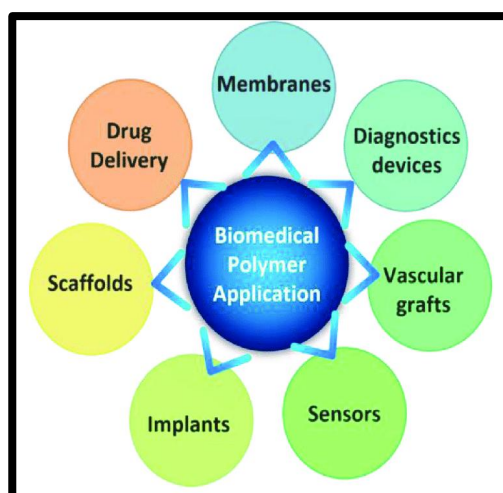 Membranes
Drug
Delivery
Diagnostics
devices
Biomedical
Polymer
Application
Scaffolds
Vascular
grafts
Implants
Sensors